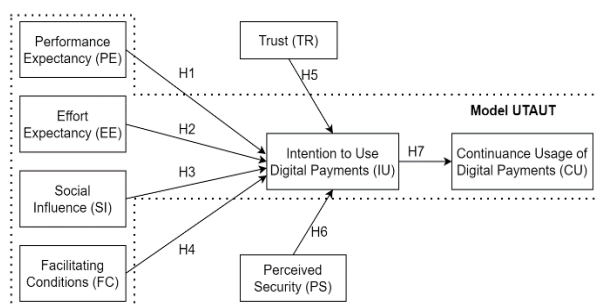 Performance
Expectancy (PE)
Trust (TR)
H1
H5
Model UTAUT
Effort
Expectancy (EE)
H2
Intention to Use
Digital Payments (IU)
H7
Continuance Usage of
Digital Payments (CU)
Social
Influence (SI)
H3
H4
H6
Facilitating
Conditions (FC)
Perceived
Security (PS)